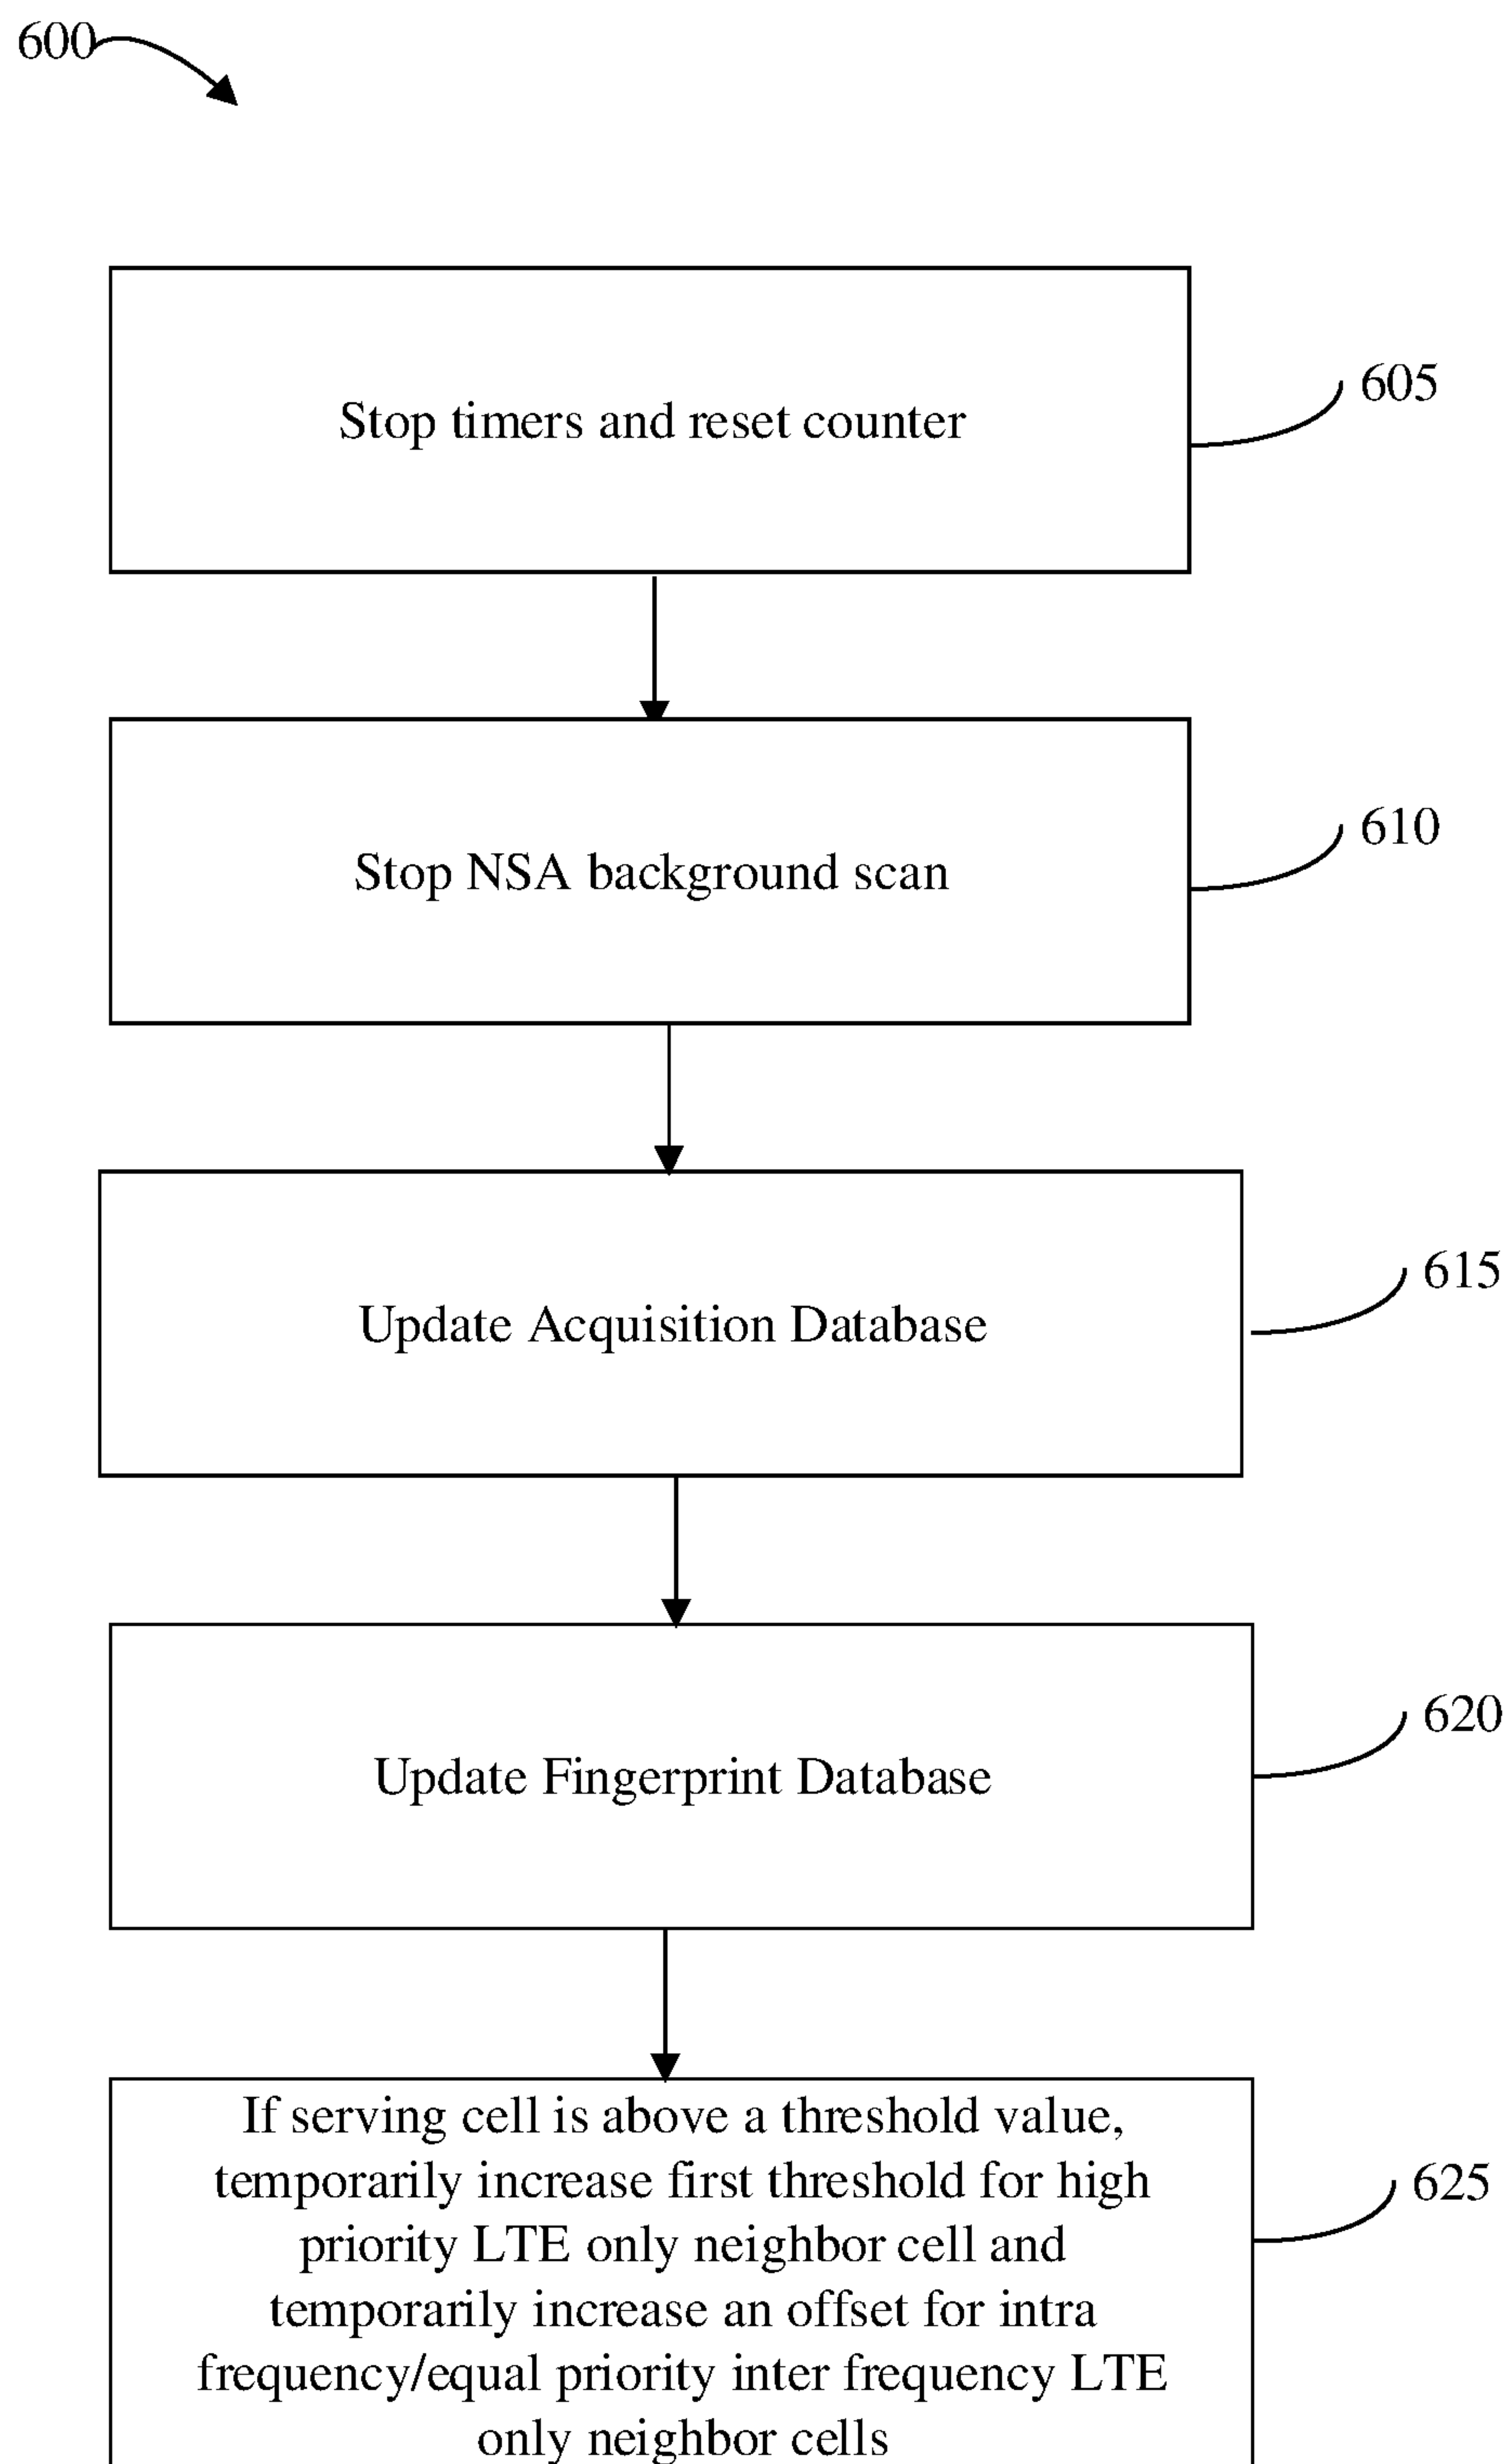 600
Stop timers and reset counter
605
Stop NSA background scan
610
Update Acquisition Database
615
Update Fingerprint Database
620
If serving cell is above a threshold value,
temporarily increase first threshold for high
priority LTE only neighbor cell and
temporarily increase an offset for intra
frequency/equal priority inter frequency LTE
only neighbor cells
625